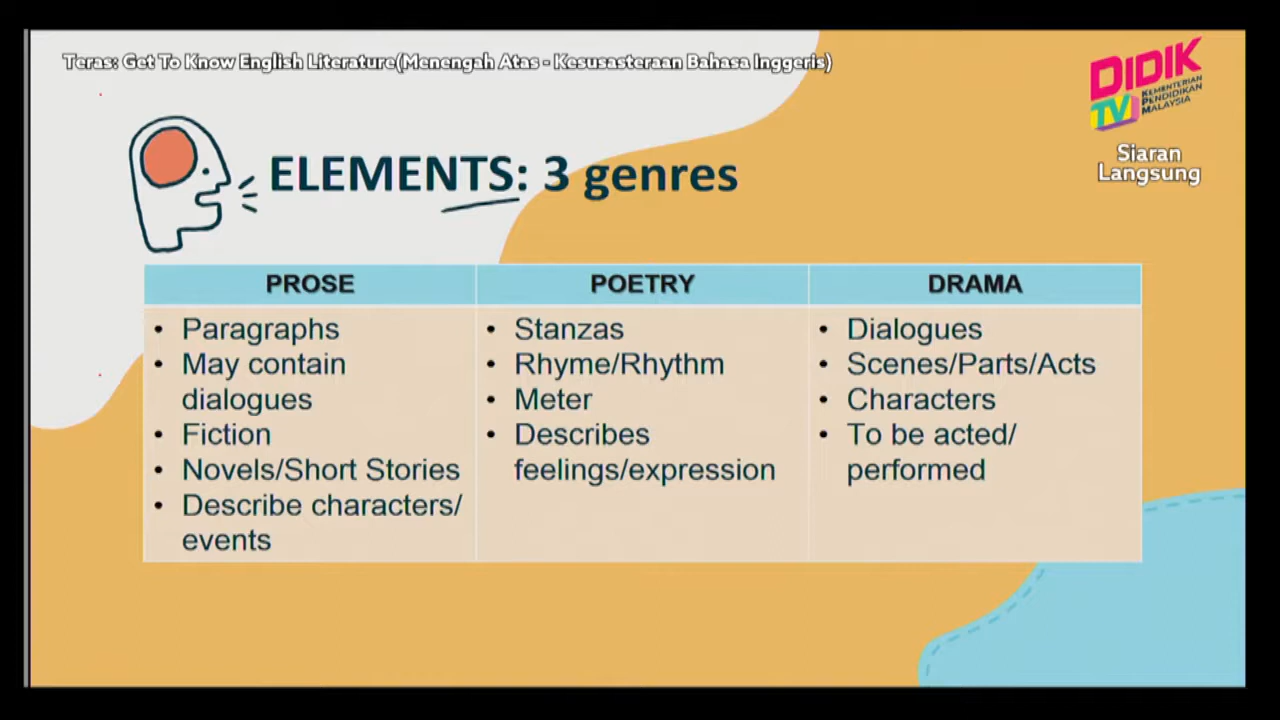 Teras: Get To Know English Literature(Menengah Atas - Kesusasteraan Bahasa Inggeris)
DIDIK
TV
KEMENTERIAN
PENDIDIKAN
MALAYSIA
Siaran
Langsung
ELEMENTS: 3 genres
PROSE
• Paragraphs
• May contain
dialogues
• Fiction
• Novels/Short Stories
• Describe characters/
events
POETRY
• Stanzas
• Rhyme/Rhythm
• Meter
• Describes
feelings/expression
DRAMA
• Dialogues
• Scenes/Parts/Acts
• Characters
• To be acted/
performed